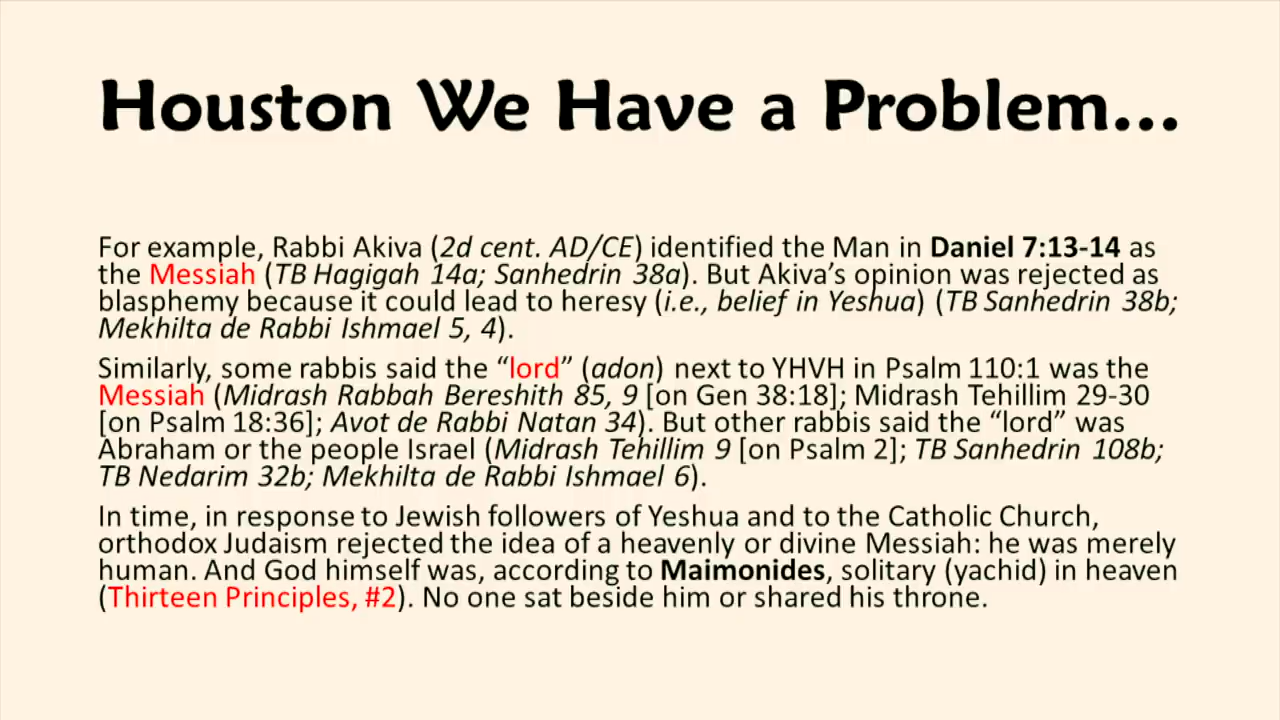 Houston We Have a Problem...
For example, Rabbi Akiva (2d cent. AD/CE) identified the Man in Daniel 7:13-14 as
the Messiah (TB Hagigah 14a; Sanhedrin 38a). But Akiva's opinion was rejected as
blasphemy because it could lead to heresy (i.e., belief in Yeshua) (TB Sanhedrin 38b;
Mekhilta de Rabbi Ishmael 5, 4).
Similarly, some rabbis said the “lord” (adon) next to YHVH in Psalm 110:1 was the
Messiah (Midrash Rabbah Bereshith 85, 9 [on Gen 38:18]; Midrash Tehillim 29-30
[on Psalm 18:36]; Avot de Rabbi Natan 34). But other rabbis said the “lord” was
Abraham or the people Israel (Midrash Tehillim 9 [on Psalm 2]; TB Sanhedrin 108b;
TB Nedarim 32b; Mekhilta de Rabbi Ishmael 6).
In time, in response to Jewish followers of Yeshua and to the Catholic Church,
orthodox Judaism rejected the idea of a heavenly or divine Messiah: he was merely
human. And God himself was, according to Maimonides, solitary (yachid) in heaven
(Thirteen Principles, #2). No one sat beside him or shared his throne.